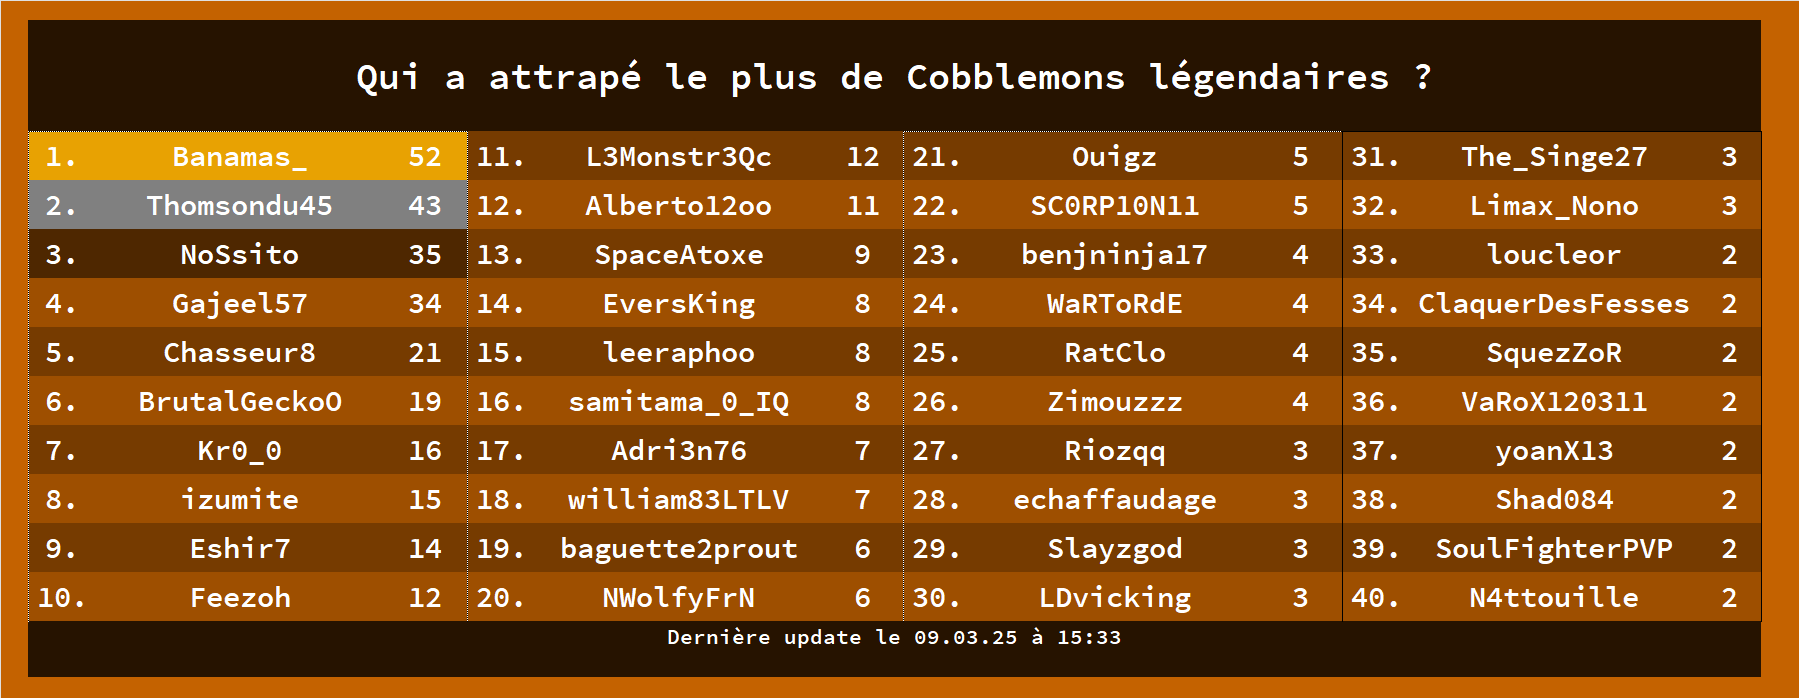 Qui a attrapé le plus de Cobblemons légendaires ?
1. Banamas_ 52 11. L3Monstr3Qc 12 21. Ouigz 5 31. The_Singe27 3
2. Thomsondu45 43 12. Alberto12oo 11 22. SC0RP10N11 5 32. Limax_Nono 3
3. NoSsito 35 13. SpaceAtoxe 9 23. benjninja17 4 33. loucleor 2
4. Gajeel57 34 14. EversKing 8 24. WaRToRdE 4 34. ClaquerDesFesses 2
5. Chasseur8 21 15. leeraphoo 8 25. RatClo 4 35. SquezZoR 2
6. BrutalGeckoO 19 16. samitama_0_IQ 8 26. Zimouzzz 4 36. VaRoX120311 2
7. Kr0_0 16 17. Adri3n76 7 27. Riozqq 3 37. yoanX13 2
8. izumite 15 18. william83LTLV 7 28. echaffaudage 3 38. Shad084 2
9. Eshir7 14 19. baguette2prout 6 29. Slayzgod 3 39. SoulFighterPVP 2
10. Feezoh 12 20. NWolfyFrN 6 30. LDvicking 3 40. N4ttouille 2
Dernière update le 09.03.25 à 15:33